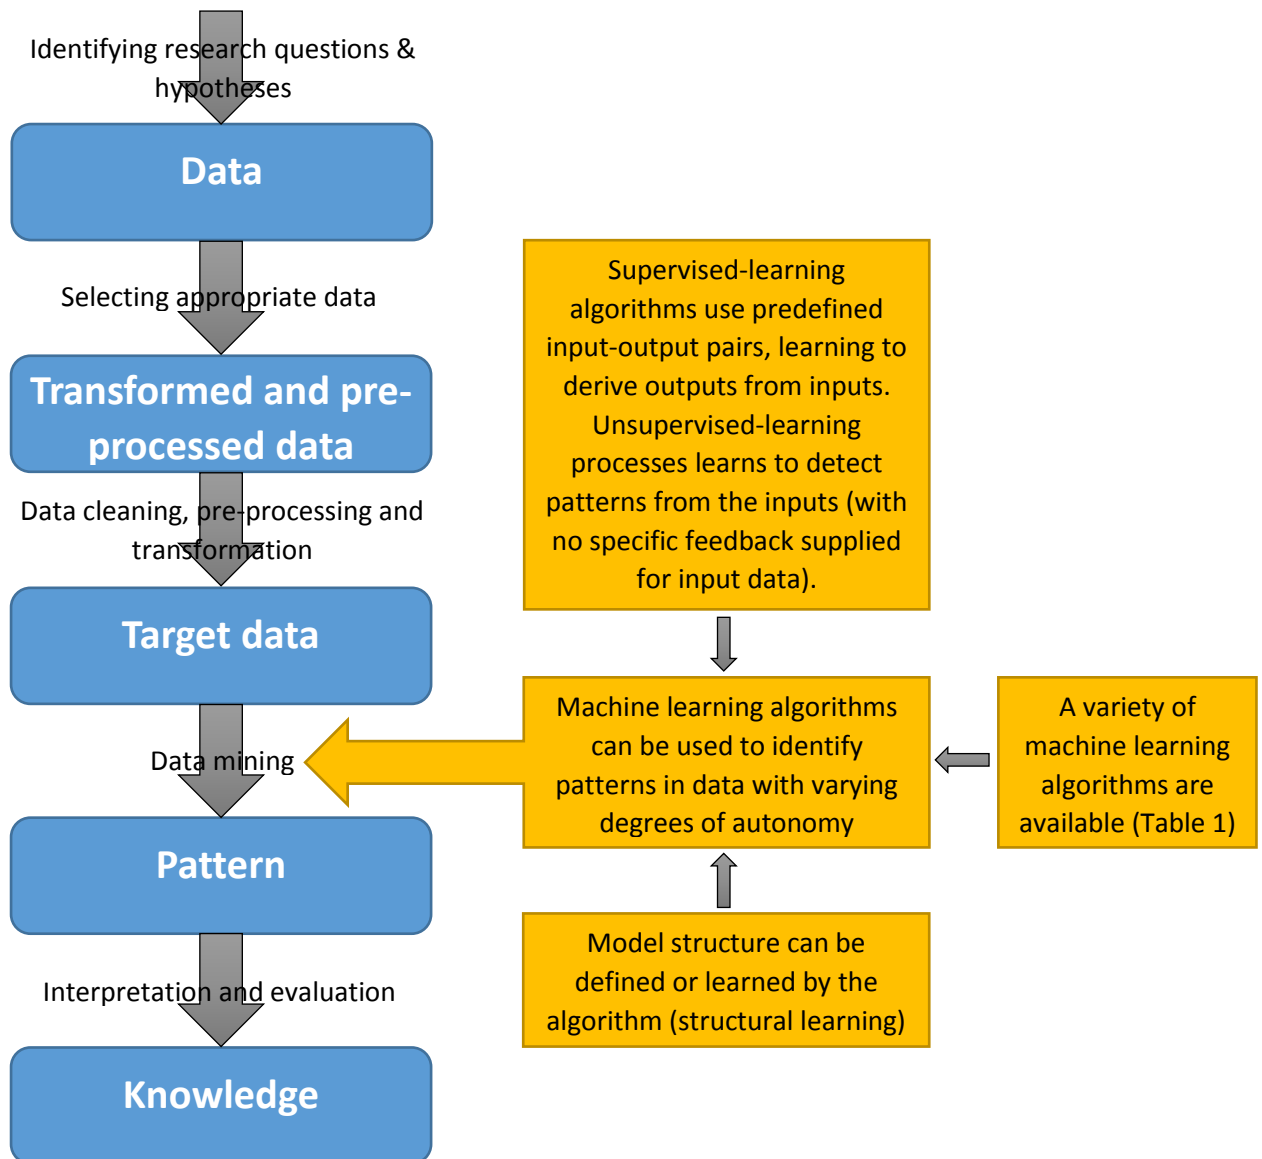 Identifying research questions &
hypotheses
Data
Selecting appropriate data
Transformed and pre-
processed data
Data cleaning, pre-processing and
transformation
Target data
Data mining
Pattern
Interpretation and evaluation
Knowledge
Supervised-learning
algorithms use predefined
input-output pairs, learning to
derive outputs from inputs.
Unsupervised-learning
processes learns to detect
patterns from the inputs (with
no specific feedback supplied
for input data).
Machine learning algorithms
can be used to identify
patterns in data with varying
degrees of autonomy
A variety of
machine learning
algorithms are
available (Table 1)
Model structure can be
defined or learned by the
algorithm (structural learning)